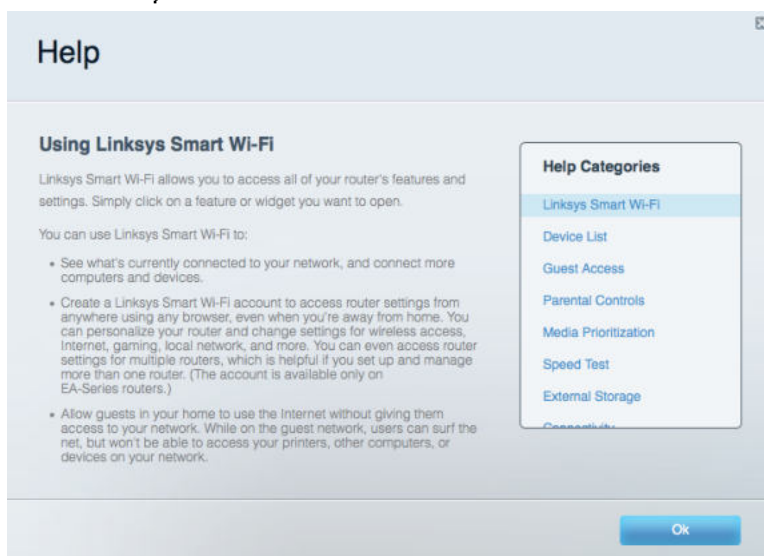 Help
Using Linksys Smart Wi-Fi
Linksys Smart Wi-Fi allows you to access all of your router's features and
settings. Simply click on a feature or widget you want to open.
You can use Linksys Smart Wi-Fi to:
• See what's currently connected to your network, and connect more
computers and devices.
• Create a Linksys Smart Wi-Fi account to access router settings from
anywhere using any browser, even when you're away from home. You
can personalize your router and change settings for wireless access,
Internet, gaming, local network, and more. You can even access router
settings for multiple routers, which is helpful if you set up and manage
more than one router. (The account is available only on
EA-Series routers.)
• Allow guests in your home to use the Internet without giving them
access to your network. While on the guest network, users can surf the
net, but won't be able to access your printers, other computers, or
devices on your network.
Help Categories
Linksys Smart Wi-Fi
Device List
Guest Access
Parental Controls
Media Prioritization
Speed Test
External Storage
Connectivity
Ok